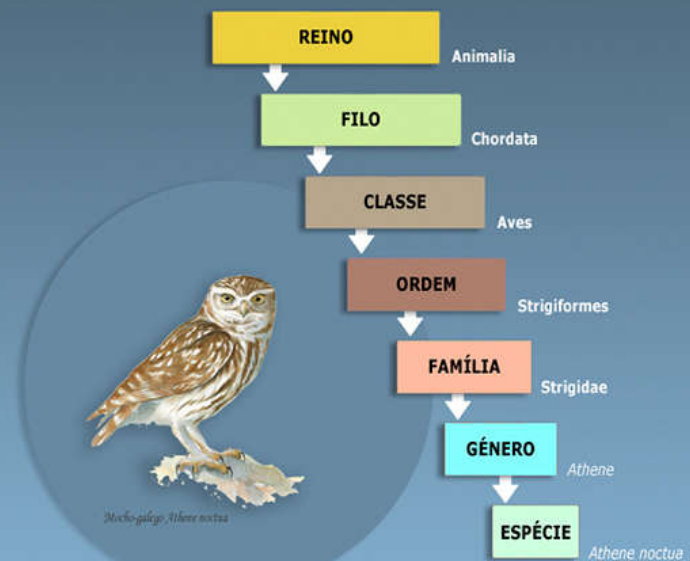 REINO
Animalia
FILO
Chordata
CLASSE
Aves
ORDEM
Strigiformes
FAMÍLIA
Strigidae
GÉNERO
Athene
ESPÉCIE
Athene noctua
Mocho-galego Athene noctua